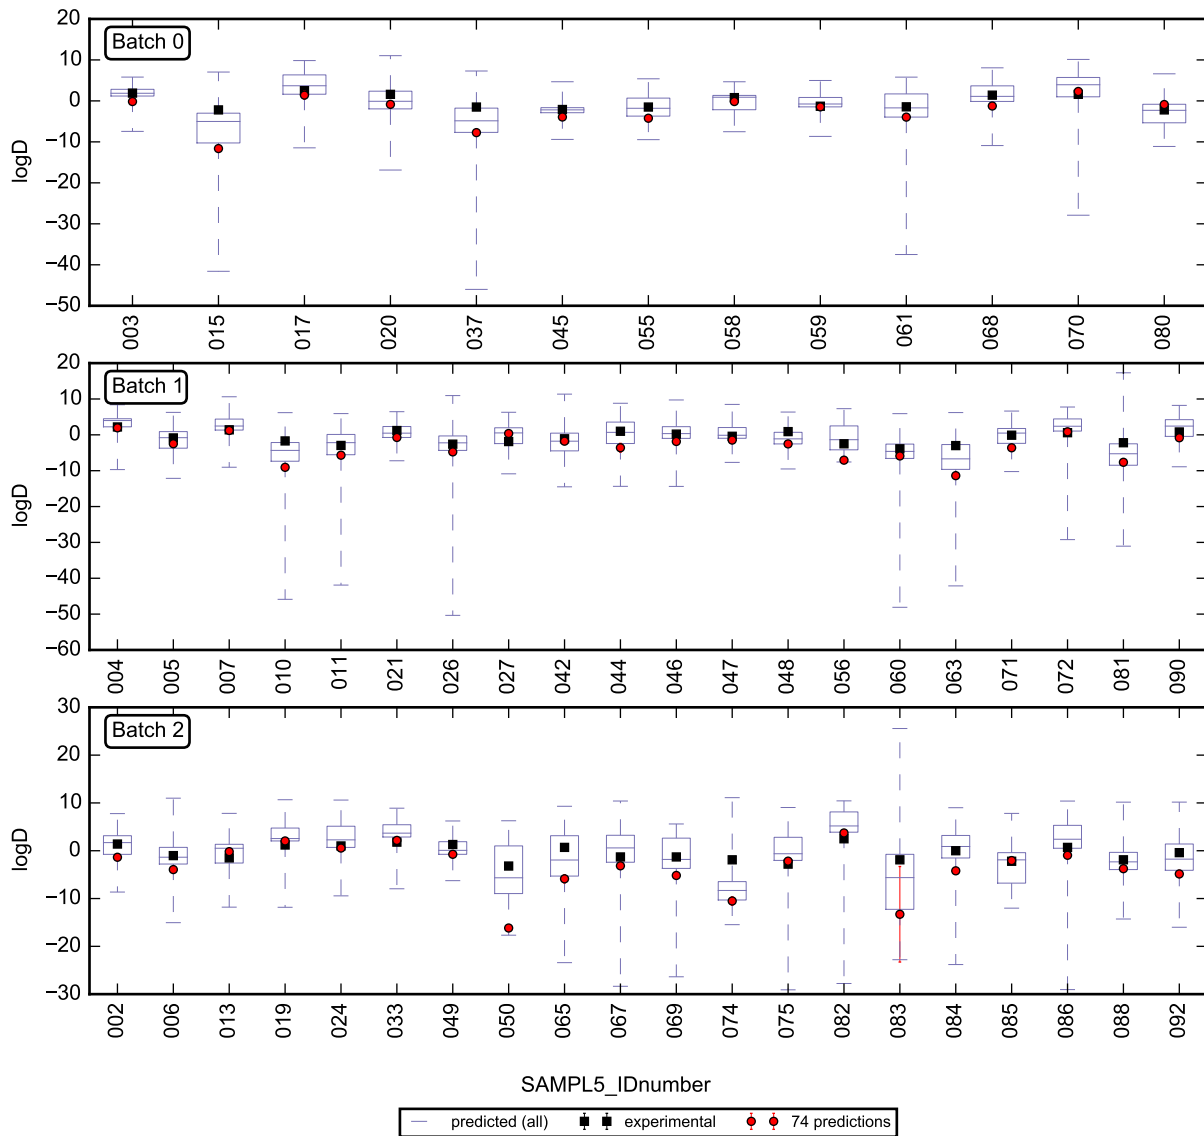 20
Batch 0
10
0
−10
−20
−30
−40
−50
logD
003 015 017 020 037 045 055 058 059 061 068 070 080
20
Batch 1
10
0
−10
−20
−30
−40
−50
−60
logD
004 005 007 010 011 021 026 027 042 044 046 047 048 056 060 063 071 072 081 090
30
Batch 2
20
10
0
−10
−20
−30
logD
002 006 013 019 024 033 049 050 065 067 069 074 075 082 083 084 085 086 088 092
SAMPL5_IDnumber
predicted (all) experimental 74 predictions